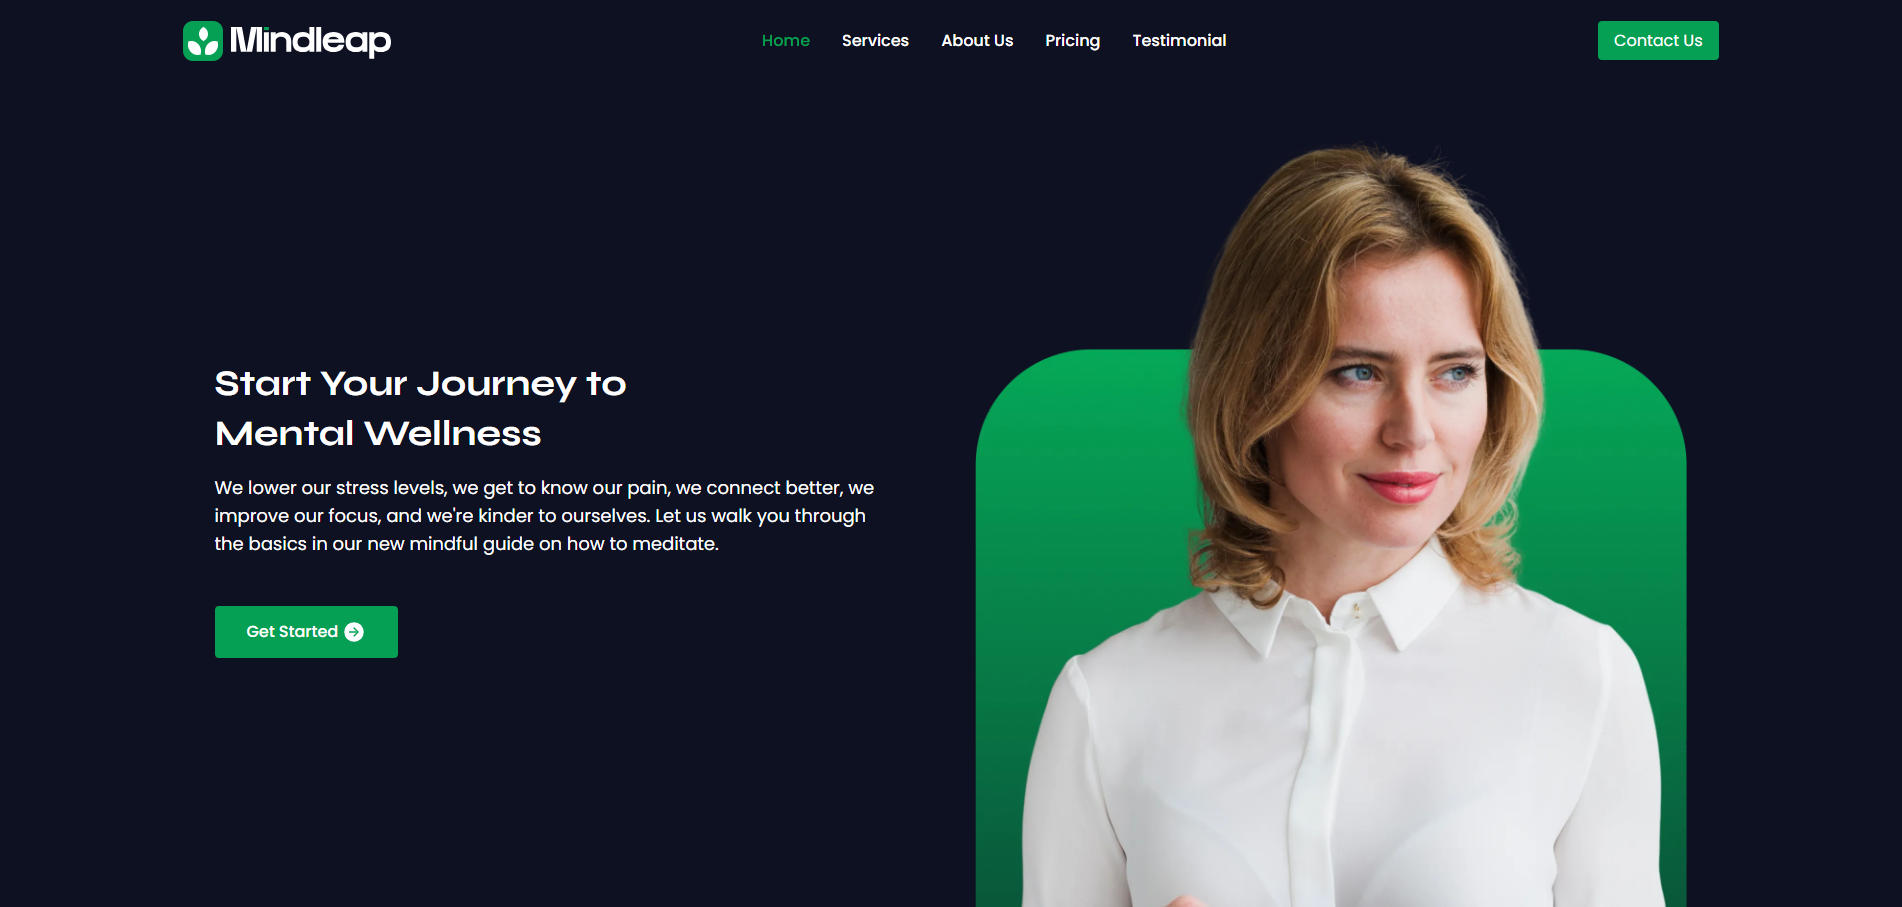 Mindleap
Home Services About Us Pricing Testimonial
Contact Us
Start Your Journey to
Mental Wellness
We lower our stress levels, we get to know our pain, we connect better, we
improve our focus, and we're kinder to ourselves. Let us walk you through
the basics in our new mindful guide on how to meditate.
Get Started